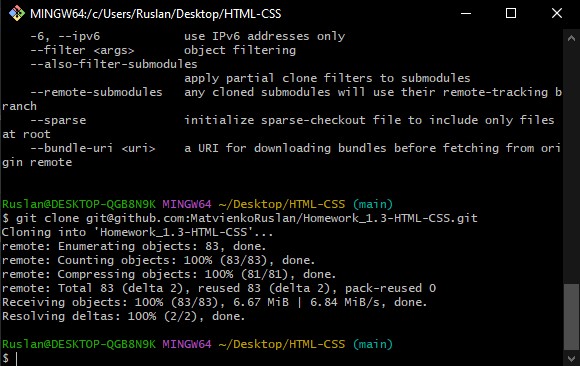 MINGW64:/c/Users/Ruslan/Desktop/HTML-CSS
-6, --ipv6 use IPv6 addresses only
--filter <args> object filtering
--also-filter-submodules
apply partial clone filters to submodules
--remote-submodules any cloned submodules will use their remote-tracking b
ranch
--sparse initialize sparse-checkout file to include only files
at root
--bundle-uri <uri> a URI for downloading bundles before fetching from ori
gin remote
Ruslan@DESKTOP-QGB8N9K MINGW64 ~/Desktop/HTML-CSS (main)
$ git clone git@github.com:MatvienkoRuslan/Homework_1.3-HTML-CSS.git
Cloning into 'Homework_1.3-HTML-CSS'...
remote: Enumerating objects: 83, done.
remote: Counting objects: 100% (83/83), done.
remote: Compressing objects: 100% (81/81), done.
remote: Total 83 (delta 2), reused 83 (delta 2), pack-reused 0
Receiving objects: 100% (83/83), 6.67 MiB | 6.84 MiB/s, done.
Resolving deltas: 100% (2/2), done.
Ruslan@DESKTOP-QGB8N9K MINGW64 ~/Desktop/HTML-CSS (main)
$